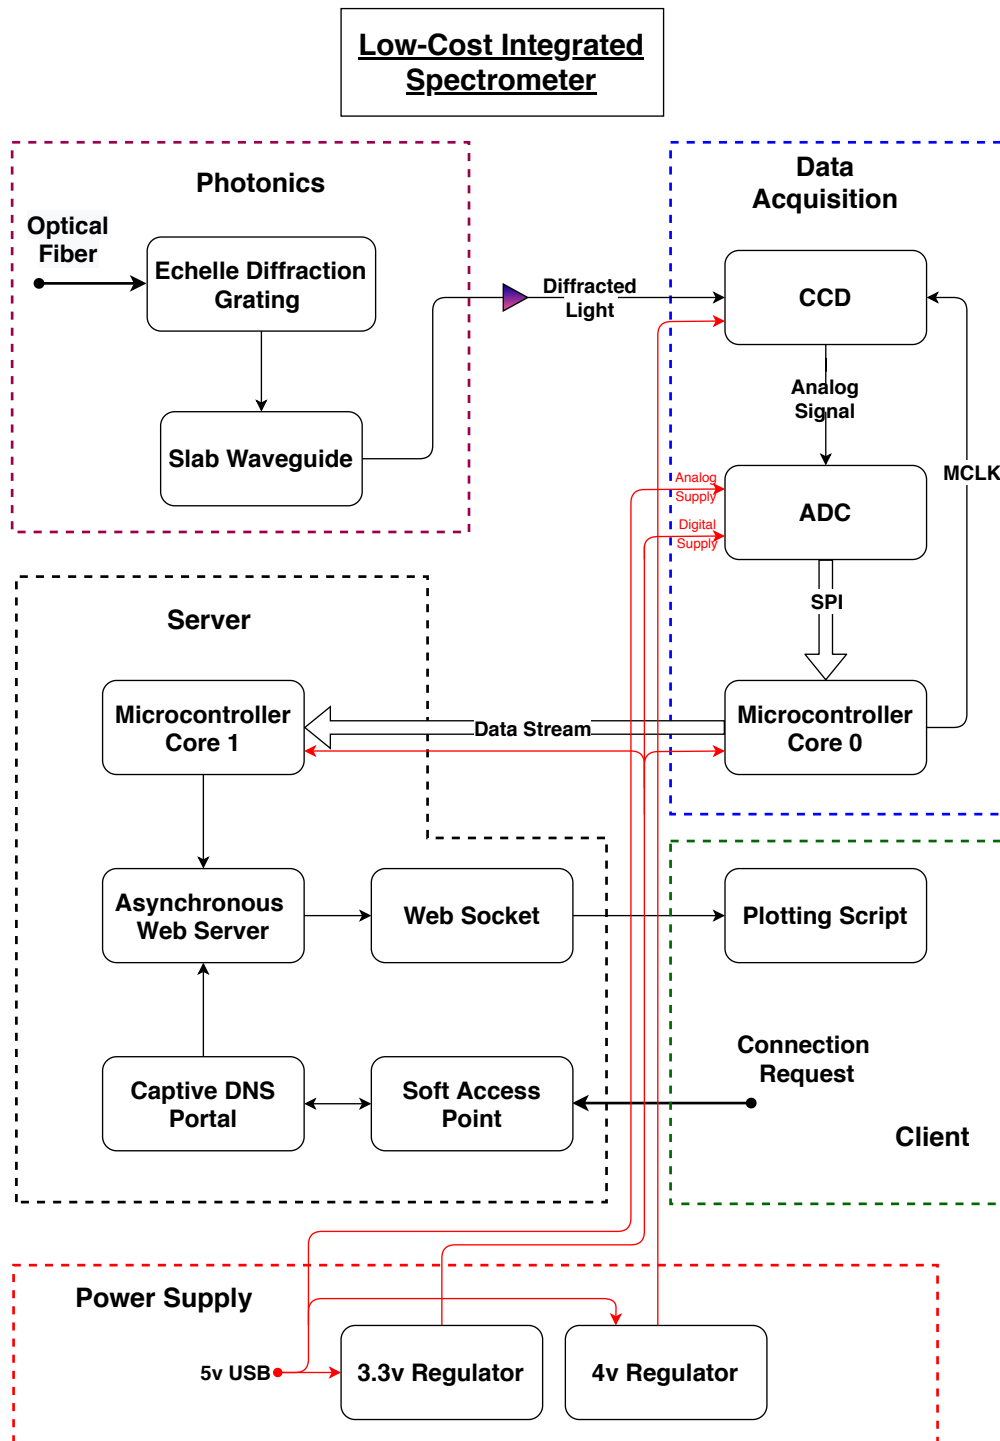 Low-Cost Integrated
Spectrometer
Photonics
Optical
Fiber
Echelle Diffraction
Grating
Slab Waveguide
Diffracted
Light
Data
Acquisition
CCD
Analog
Signal
MCLK
Analog
Supply
ADC
Digital
Supply
SPI
Microcontroller
Core 0
Data Stream
Server
Microcontroller
Core 1
Asynchronous
Web Server
Web Socket
Plotting Script
Captive DNS
Portal
Soft Access
Point
Connection
Request
Client
Power Supply
5v USB
3.3v Regulator
4v Regulator